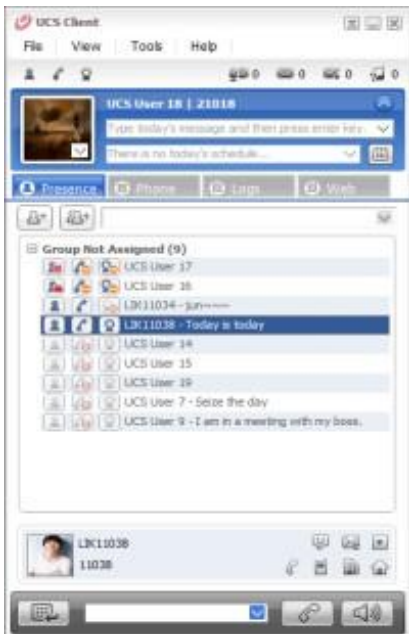 UCS Client
File View Tools Help
0 0 0 0
UCS User 18 | 21018
Type today's message and then press enter key.
There is no today's schedule...
Presence Phone Logs Web
Group Not Assigned (9)
UCS User 17
UCS User 16
LIK11034 - jun~~~~
LIK11038 - Today is today
UCS User 14
UCS User 15
UCS User 19
UCS User 7 - Seize the day
UCS User 9 - I am in a meeting with my boss.
LIK11038
11038